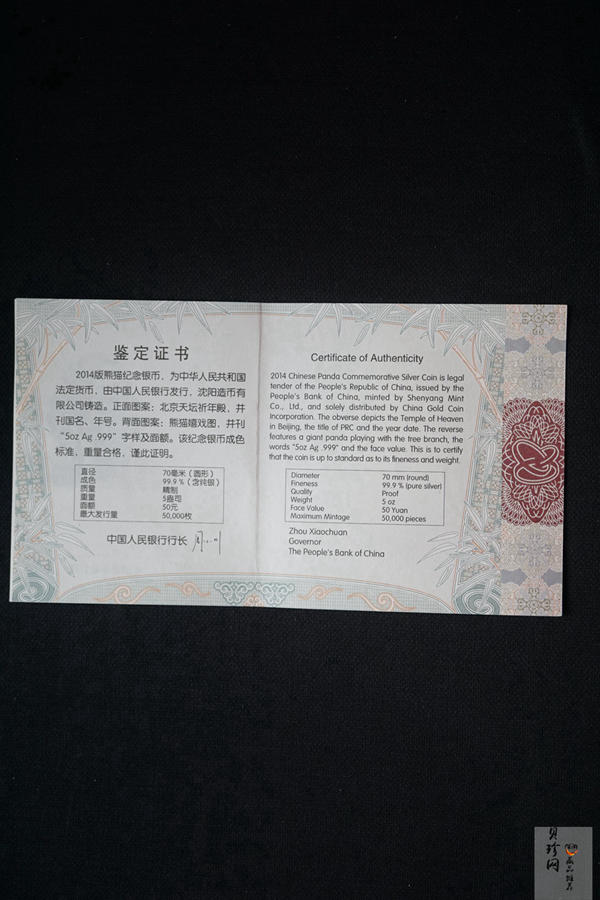 鉴定证书
2014版熊猫纪念银币，为中华人民共和国
法定货币，由中国人民银行发行，沈阳造币有
限公司铸造。正面图案：北京天坛祈年殿，并
刊国名、年号。背面图案：熊猫嬉戏图，并刊
“5oz Ag .999”字样及面额。该纪念银币成色
标准，重量合格，谨此证明。
直径 70毫米（圆形）
成色 99.9%（含纯银）
质量 精制
重量 5盎司
面额 50元
最大发行量 50,000枚
中国人民银行行长
Certificate of Authenticity
2014 Chinese Panda Commemorative Silver Coin is legal
tender of the People's Republic of China, issued by the
People's Bank of China, minted by Shenyang Mint
Co., Ltd., and solely distributed by China Gold Coin
Incorporation. The obverse depicts the Temple of Heaven
in Beijing, the title of PRC and the year date. The reverse
features a giant panda playing with the tree branch, the
words "5oz Ag .999" and the face value. This is to certify
that the coin is up to standard as to its fineness and weight.
Diameter 70 mm (round)
Fineness 99.9 % (pure silver)
Quality Proof
Weight 5 oz
Face Value 50 Yuan
Maximum Mintage 50,000 pieces
Zhou Xiaochuan
Governor
The People's Bank of China
贝珍网